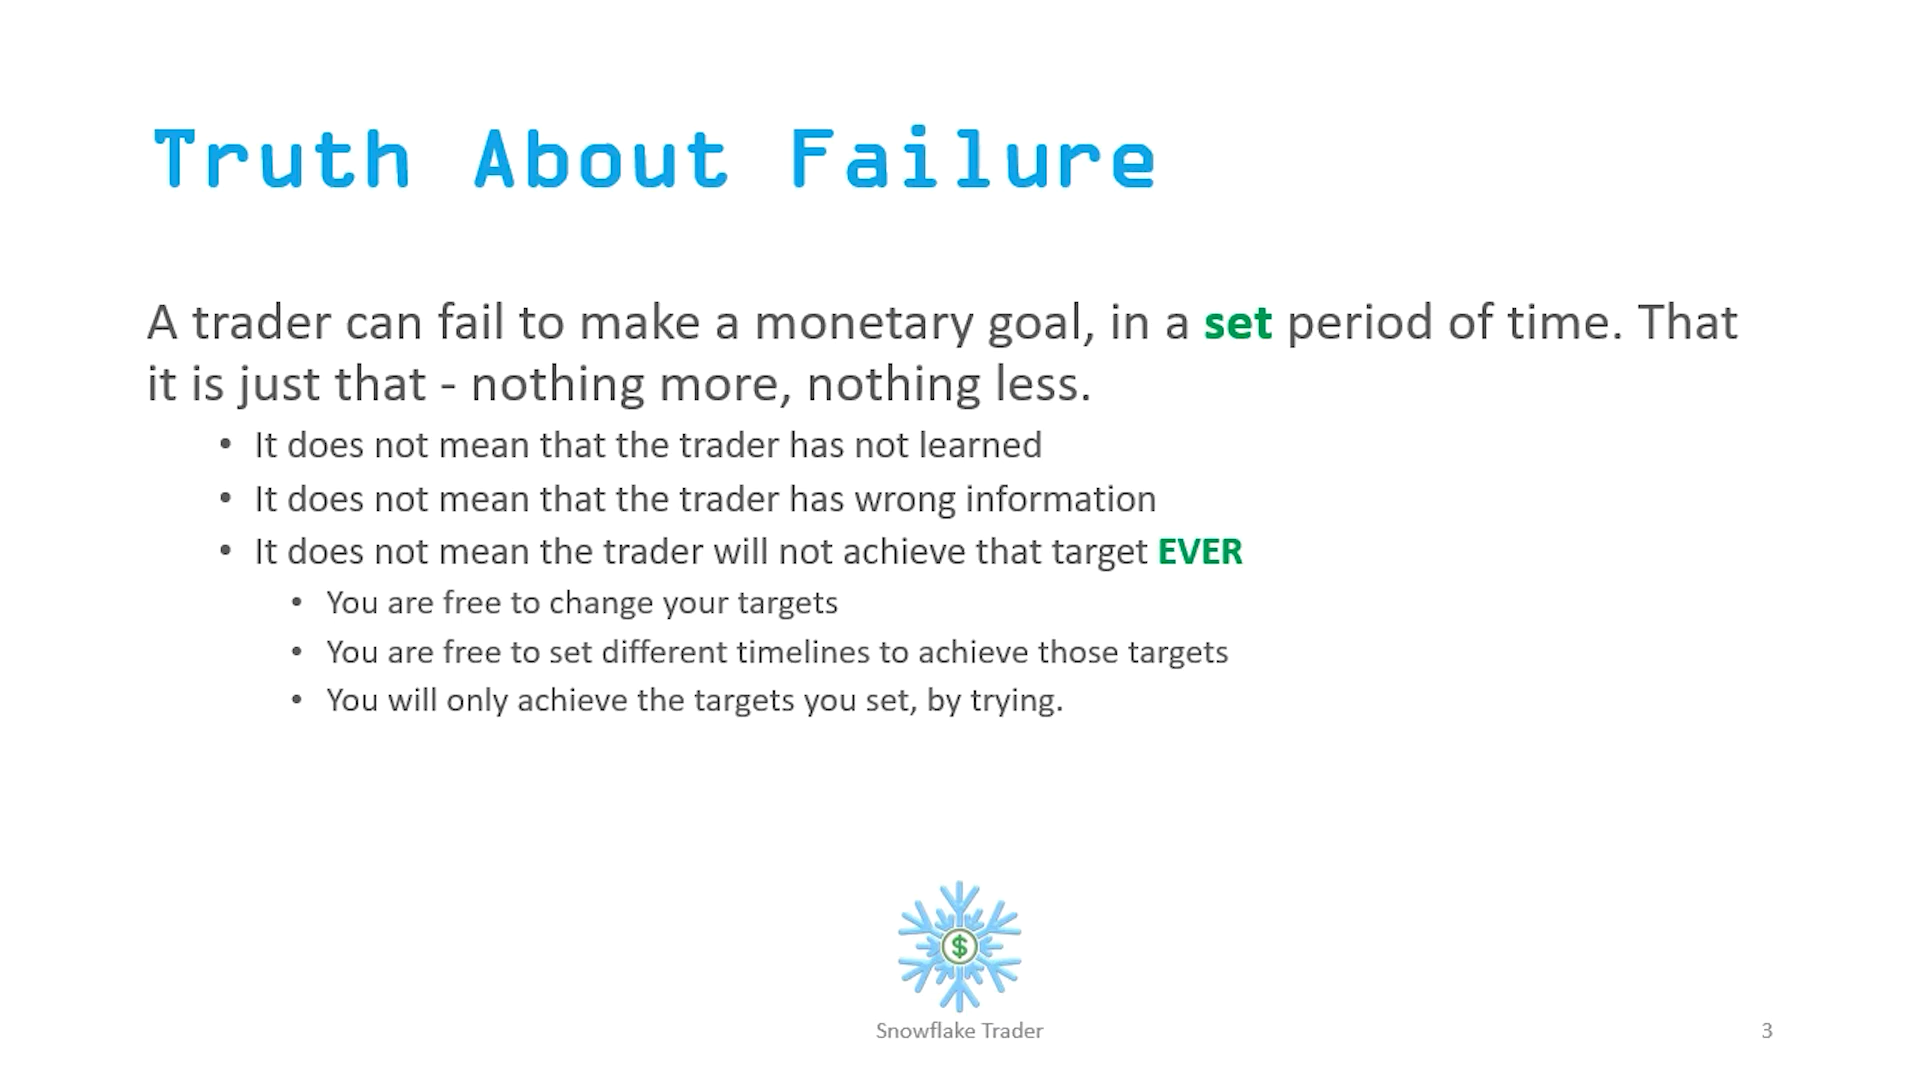 Truth About Failure
A trader can fail to make a monetary goal, in a set period of time. That
it is just that - nothing more, nothing less.
• It does not mean that the trader has not learned
• It does not mean that the trader has wrong information
• It does not mean the trader will not achieve that target EVER
• You are free to change your targets
• You are free to set different timelines to achieve those targets
• You will only achieve the targets you set, by trying.
$
Snowflake Trader
3